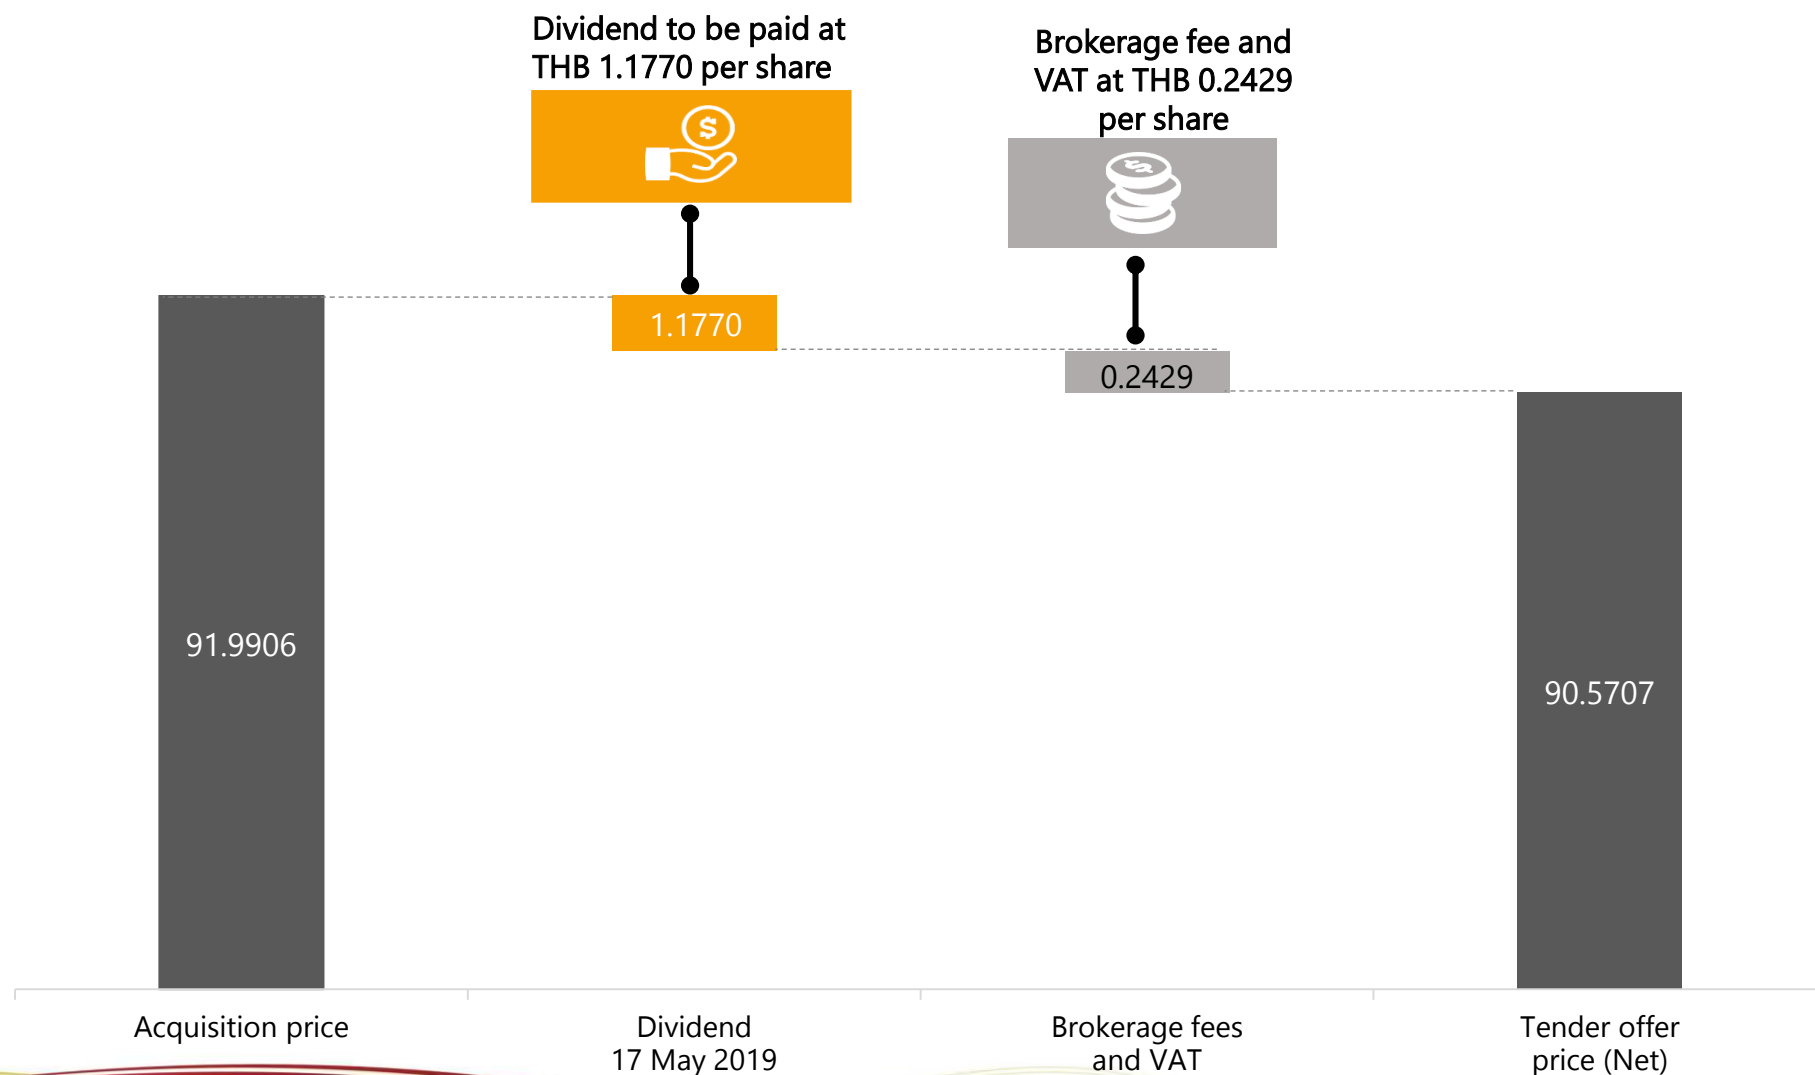 Dividend to be paid at
THB 1.1770 per share
Brokerage fee and
VAT at THB 0.2429
per share
1.1770
0.2429
91.9906
90.5707
Acquisition price
Dividend
17 May 2019
Brokerage fees
and VAT
Tender offer
price (Net)